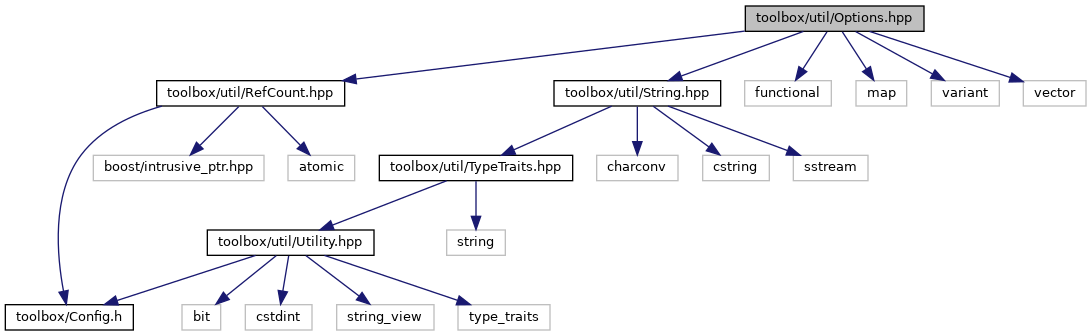 toolbox/util/Options.hpp
toolbox/util/RefCount.hpp
toolbox/util/String.hpp
functional
map
variant
vector
boost/intrusive_ptr.hpp
atomic
toolbox/util/TypeTraits.hpp
charconv
cstring
sstream
toolbox/util/Utility.hpp
string
toolbox/Config.h
bit
cstdint
string_view
type_traits